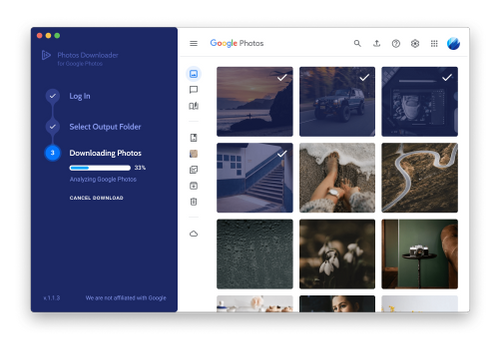 Photos Downloader
for Google Photos
Log In
Select Output Folder
3 Downloading Photos
33%
Analyzing Google Photos
CANCEL DOWNLOAD
v 1.1.3
We are not affiliated with Google
Google Photos